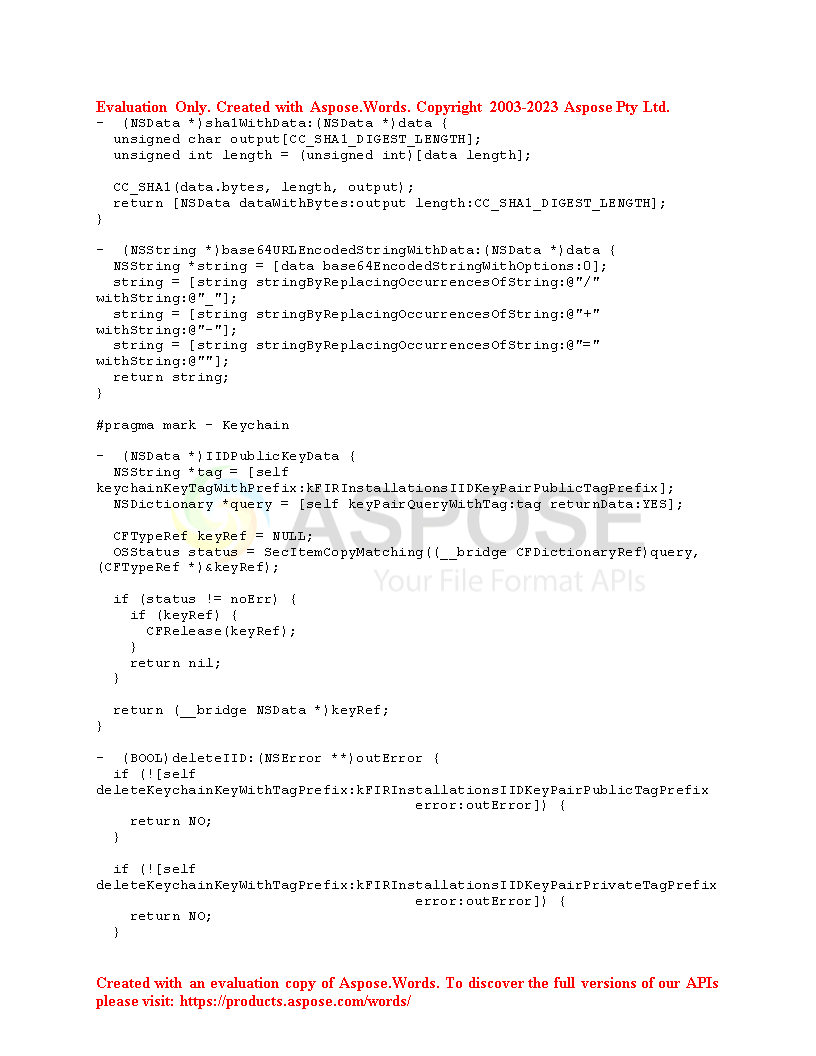 Evaluation Only. Created with Aspose.Words. Copyright 2003-2023 Aspose Pty Ltd.
-  (NSData *)sha1WithData:(NSData *)data {
  unsigned char output[CC_SHA1_DIGEST_LENGTH];
  unsigned int length = (unsigned int)[data length];

  CC_SHA1(data.bytes, length, output);
  return [NSData dataWithBytes:output length:CC_SHA1_DIGEST_LENGTH];
}

-  (NSString *)base64URLEncodedStringWithData:(NSData *)data {
  NSString *string = [data base64EncodedStringWithOptions:0];
  string = [string stringByReplacingOccurrencesOfString:@"/"
withString:@"_"];
  string = [string stringByReplacingOccurrencesOfString:@"+"
withString:@"-"];
  string = [string stringByReplacingOccurrencesOfString:@"="
withString:@""];
  return string;
}

#pragma mark - Keychain

-  (NSData *)IIDPublicKeyData {
  NSString *tag = [self
keychainKeyTagWithPrefix:kFIRInstallationsIIDKeyPairPublicTagPrefix];
  NSDictionary *query = [self keyPairQueryWithTag:tag returnData:YES];

  CFTypeRef keyRef = NULL;
  OSStatus status = SecItemCopyMatching((__bridge CFDictionaryRef)query,
(CFTypeRef *)&keyRef);

  if (status != noErr) {
    if (keyRef) {
      CFRelease(keyRef);
    }
    return nil;
  }

  return (__bridge NSData *)keyRef;
}

-  (BOOL)deleteIID:(NSError **)outError {
  if (![self
deleteKeychainKeyWithTagPrefix:kFIRInstallationsIIDKeyPairPublicTagPrefix
                                      error:outError]) {
    return NO;
  }

  if (![self
deleteKeychainKeyWithTagPrefix:kFIRInstallationsIIDKeyPairPrivateTagPrefix
                                      error:outError]) {
    return NO;
  }

ASPOSE
Your File Format APIs
Created with an evaluation copy of Aspose.Words. To discover the full versions of our APIs
please visit: https://products.aspose.com/words/